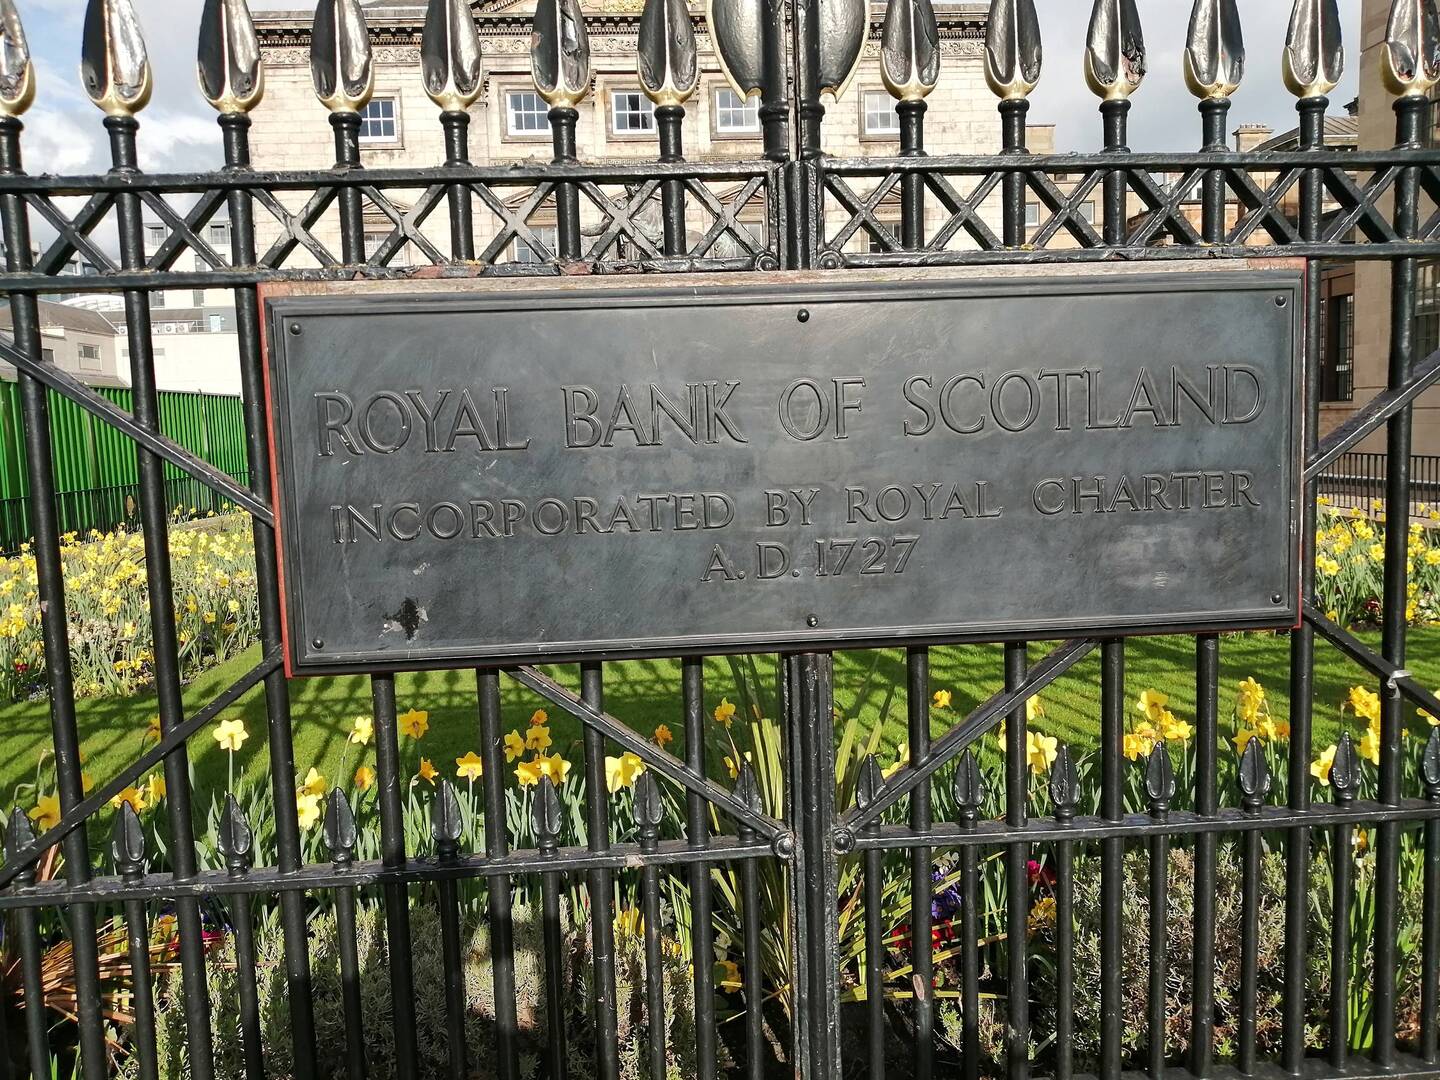 ROYAL BANK OF SCOTLAND
INCORPORATED BY ROYAL CHARTER
A.D. 1727